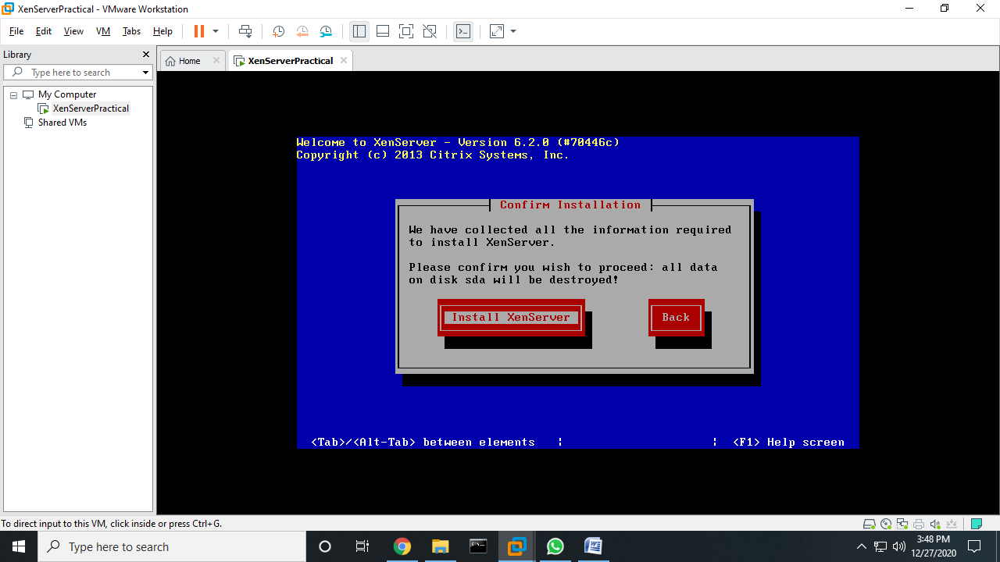 XenServerPractical - VMware Workstation
File Edit View VM Tabs Help
Library
Type here to search
My Computer
XenServerPractical
Shared VMs
Home
XenServerPractical
Welcome to XenServer - Version 6.2.0 (#70446c)
Copyright (c) 2013 Citrix Systems, Inc.
Confirm Installation
We have collected all the information required
to install XenServer.
Please confirm you wish to proceed: all data
on disk sda will be destroyed!
Install XenServer Back
<Tab>/<Alt-Tab> between elements | | <F1> Help screen
To direct input to this VM, click inside or press Ctrl+G.
Type here to search
3:48 PM
12/27/2020